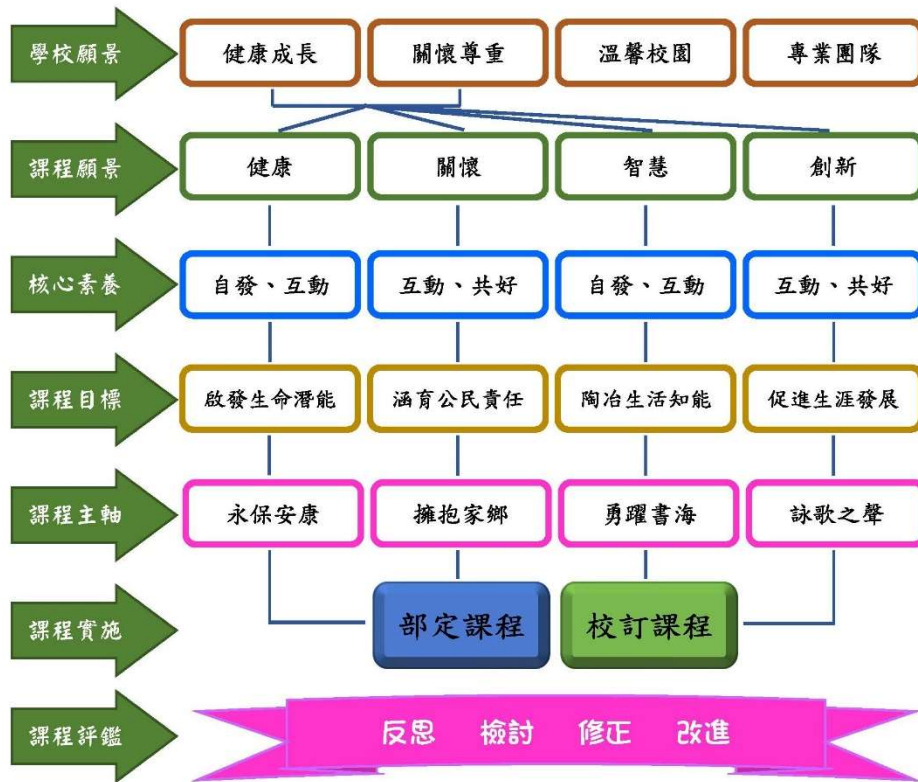 學校願景 健康成長 關懷尊重 溫馨校園 專業團隊
課程願景 健康 關懷 智慧 創新
核心素養 自發、互動 互動、共好 自發、互動 互動、共好
課程目標 啟發生命潛能 涵育公民責任 陶冶生活知能 促進生涯發展
課程主軸 永保安康 擁抱家鄉 勇躍書海 詠歌之聲
課程實施 部定課程 校訂課程
課程評鑑 反思 檢討 修正 改進